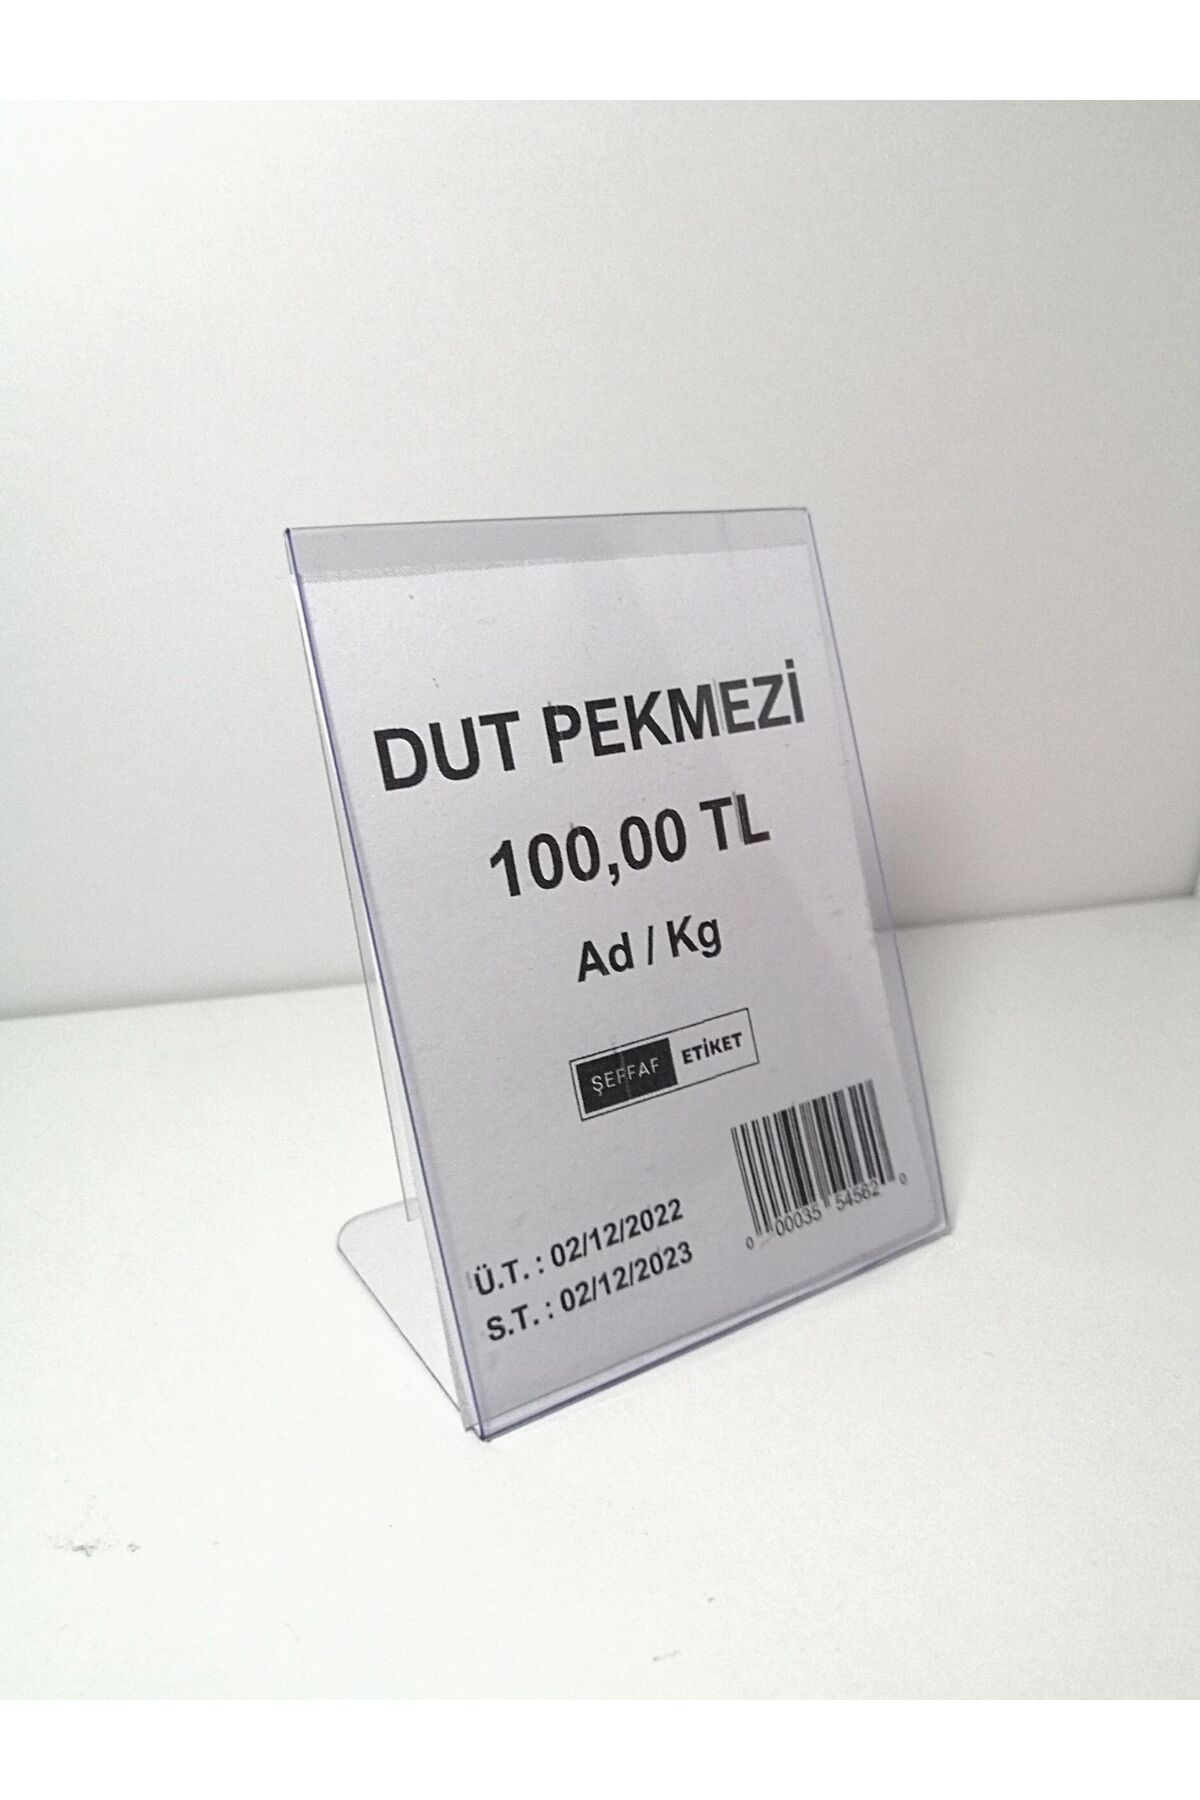 DUT PEKMEZİ
100,00 TL
Ad / Kg
ŞEFFAF ETİKET
0 00035 54562 0
Ü.T. : 02/12/2022
S.T. : 02/12/2023